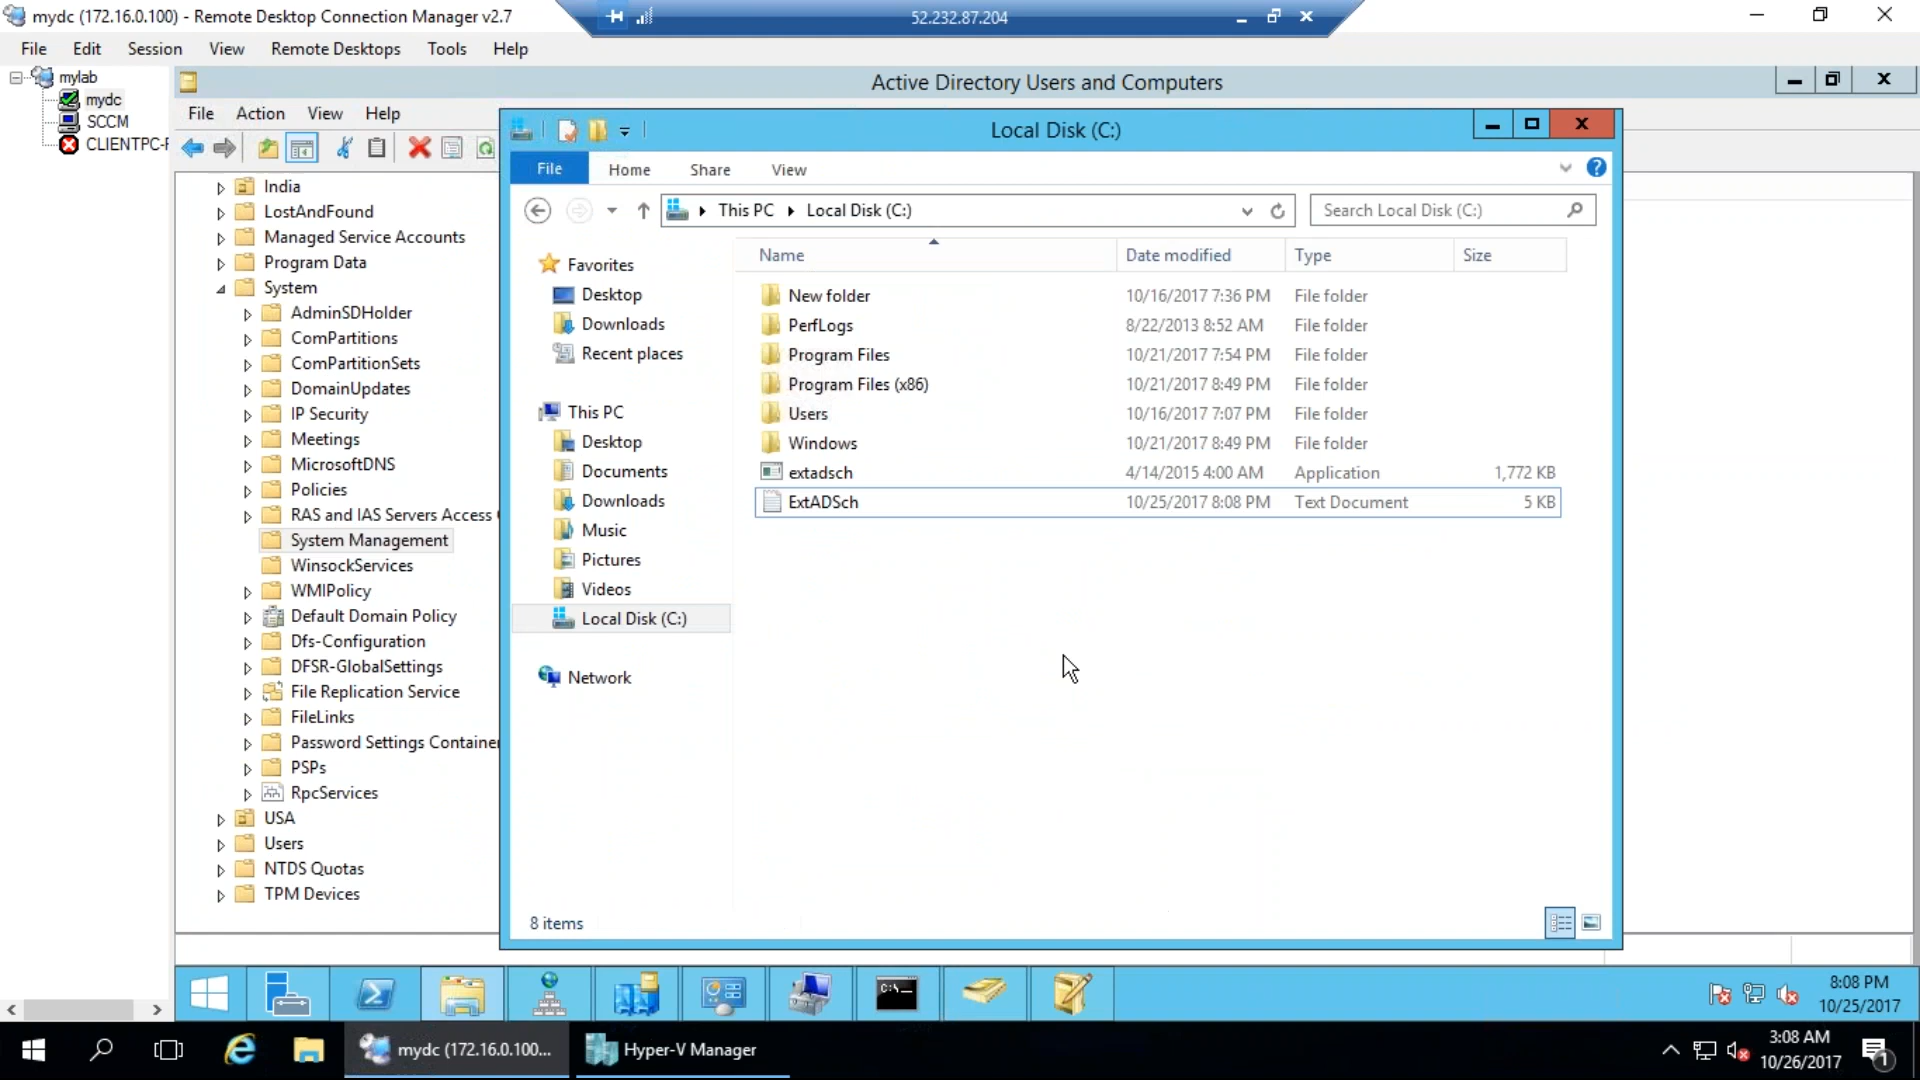 mydc (172.16.0.100) - Remote Desktop Connection Manager v2.7
52.232.87.204
File Edit Session View Remote Desktops Tools Help
mylab
mydc
SCCM
CLIENTPC-
Active Directory Users and Computers
File Action View Help
India
LostAndFound
Managed Service Accounts
Program Data
System
AdminSDHolder
ComPartitions
ComPartitionSets
DomainUpdates
IP Security
Meetings
MicrosoftDNS
Policies
RAS and IAS Servers Access
System Management
WinsockServices
WMIPolicy
Default Domain Policy
Dfs-Configuration
DFSR-GlobalSettings
File Replication Service
FileLinks
Password Settings Container
PSPs
RpcServices
USA
Users
NTDS Quotas
TPM Devices
Local Disk (C:)
File Home Share View
This PC Local Disk (C:)
Search Local Disk (C:)
Favorites
Desktop
Downloads
Recent places
This PC
Desktop
Documents
Downloads
Music
Pictures
Videos
Local Disk (C:)
Network
Name Date modified Type Size
New folder 10/16/2017 7:36 PM File folder
PerfLogs 8/22/2013 8:52 AM File folder
Program Files 10/21/2017 7:54 PM File folder
Program Files (x86) 10/21/2017 8:49 PM File folder
Users 10/16/2017 7:07 PM File folder
Windows 10/21/2017 8:49 PM File folder
extadsch 4/14/2015 4:00 AM Application 1,772 KB
ExtADSch 10/25/2017 8:08 PM Text Document 5 KB
8 items
8:08 PM
10/25/2017
mydc (172.16.0.100...
Hyper-V Manager
3:08 AM
10/26/2017
1